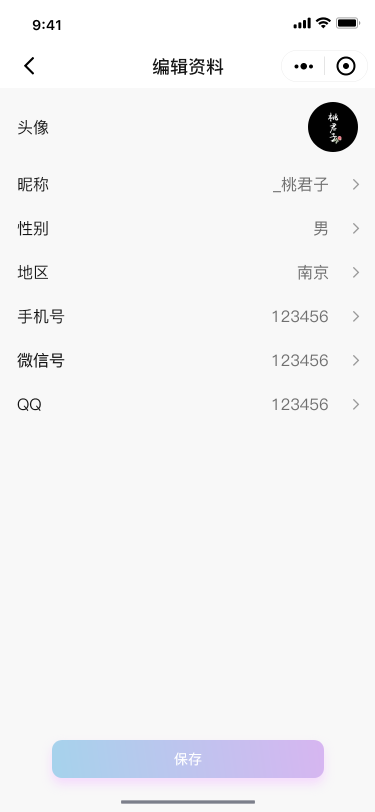 9:41
编辑资料
头像
桃君子
昵称 _桃君子
性别 男
地区 南京
手机号 123456
微信号 123456
QQ 123456
保存